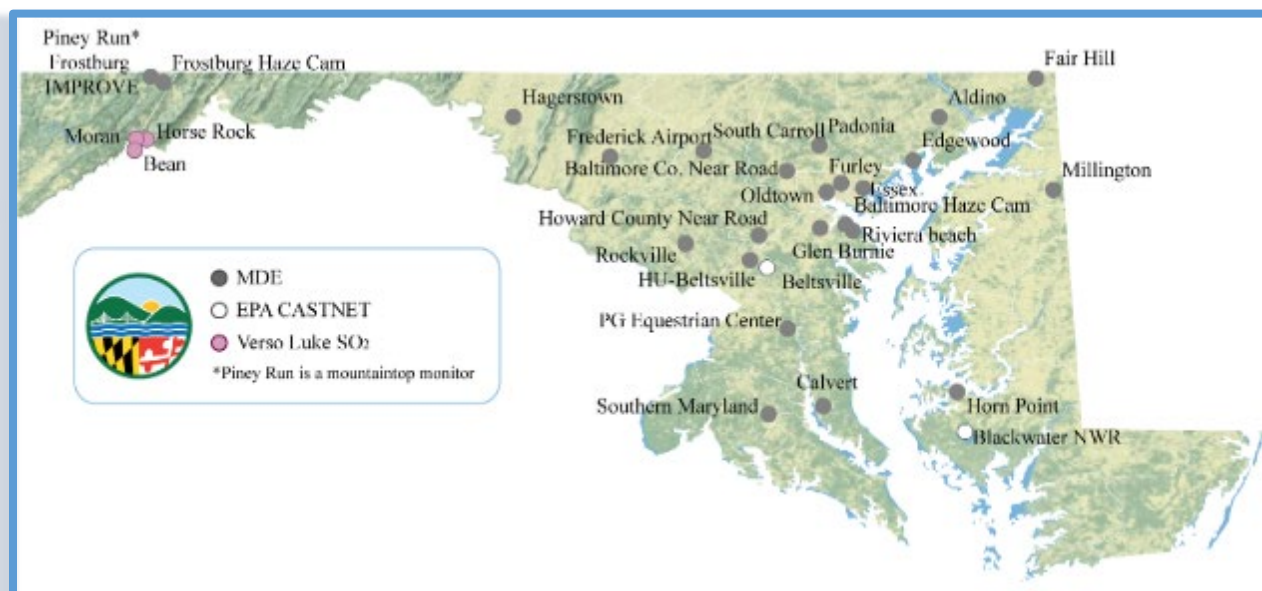 Piney Run*
Frostburg
IMPROVE
Frostburg Haze Cam
Fair Hill
Hagerstown
Aldino
Frederick Airport
South Carroll
Padonia
Edgewood
Baltimore Co. Near Road
Furley
Millington
Moran
Horse Rock
Bean
Oldtown
Essex
Baltimore Haze Cam
Howard County Near Road
Riviera beach
Glen Burnie
Rockville
HU-Beltsville
Beltsville
MDE
EPA CASTNET
Verso Luke SO₂
*Piney Run is a mountaintop monitor
PG Equestrian Center
Calvert
Southern Maryland
Horn Point
Blackwater NWR